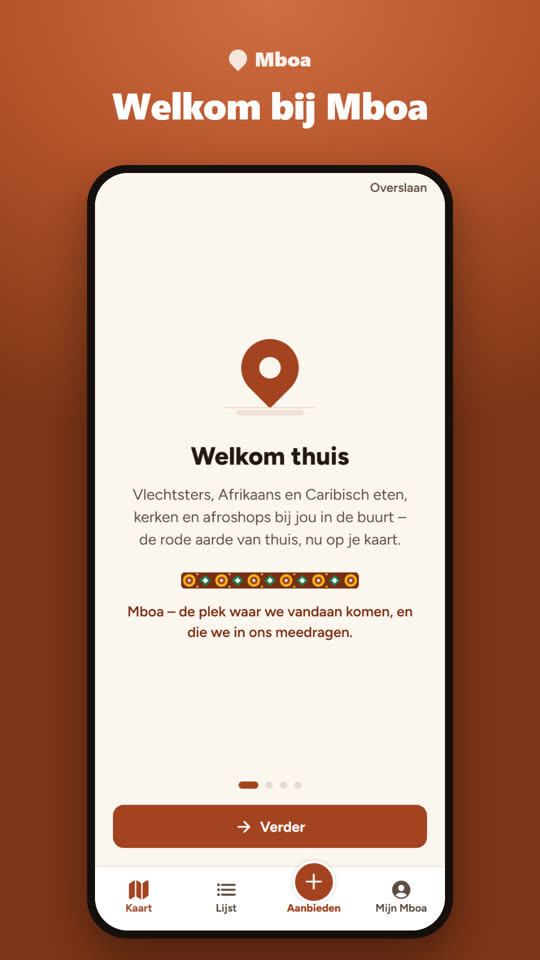 Mboa
Welkom bij Mboa
Overslaan
Welkom thuis
Vlechtsters, Afrikaans en Caribisch eten,
kerken en afroshops bij jou in de buurt –
de rode aarde van thuis, nu op je kaart.
Mboa – de plek waar we vandaan komen, en
die we in ons meedragen.
Verder
Kaart
Lijst
Aanbieden
Mijn Mboa